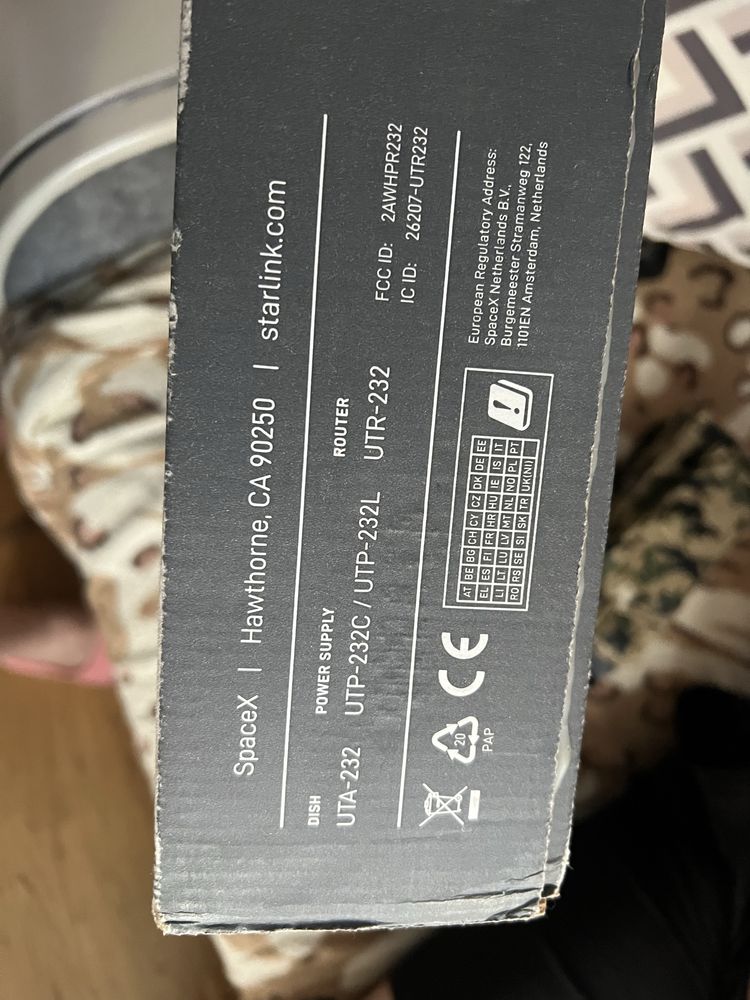 SpaceX | Hawthorne, CA 90250 | starlink.com
DISH
UTA-232
POWER SUPPLY
UTP-232C / UTP-232L
ROUTER
UTR-232
FCC ID: 2AWHPR232
IC ID: 26207-UTR232
20
PAP
CE
AT BE BG CH CY CZ DK DE EE
EL ES FI FR HR HU IE IS IT
LI LT LU LV MT NL NO PL PT
RO RS SE SI SK TR UK(NI)
European Regulatory Address:
SpaceX Netherlands B.V.,
Burgemeester Stramanweg 122,
1101EN Amsterdam, Netherlands